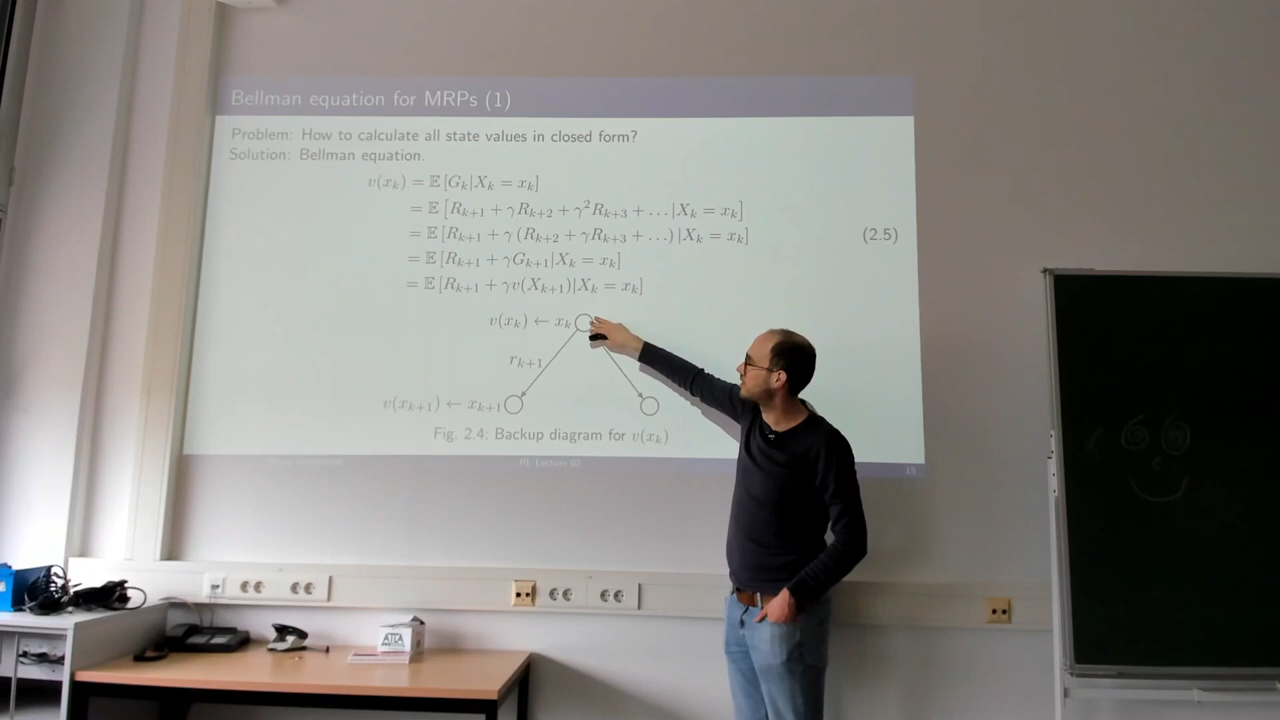 Bellman equation for MRPs (1)
Problem: How to calculate all state values in closed form?
Solution: Bellman equation.
v(x_k) = 𝔼 [G_k|X_k = x_k]
= 𝔼 [R_{k+1} + γR_{k+2} + γ²R_{k+3} + … |X_k = x_k]
= 𝔼 [R_{k+1} + γ (R_{k+2} + γR_{k+3} + …) |X_k = x_k] (2.5)
= 𝔼 [R_{k+1} + γG_{k+1}|X_k = x_k]
= 𝔼 [R_{k+1} + γv(X_{k+1})|X_k = x_k]
v(x_k) ← x_k
r_{k+1}
v(x_{k+1}) ← x_{k+1}
Fig. 2.4: Backup diagram for v(x_k)
RL Lecture 02
15